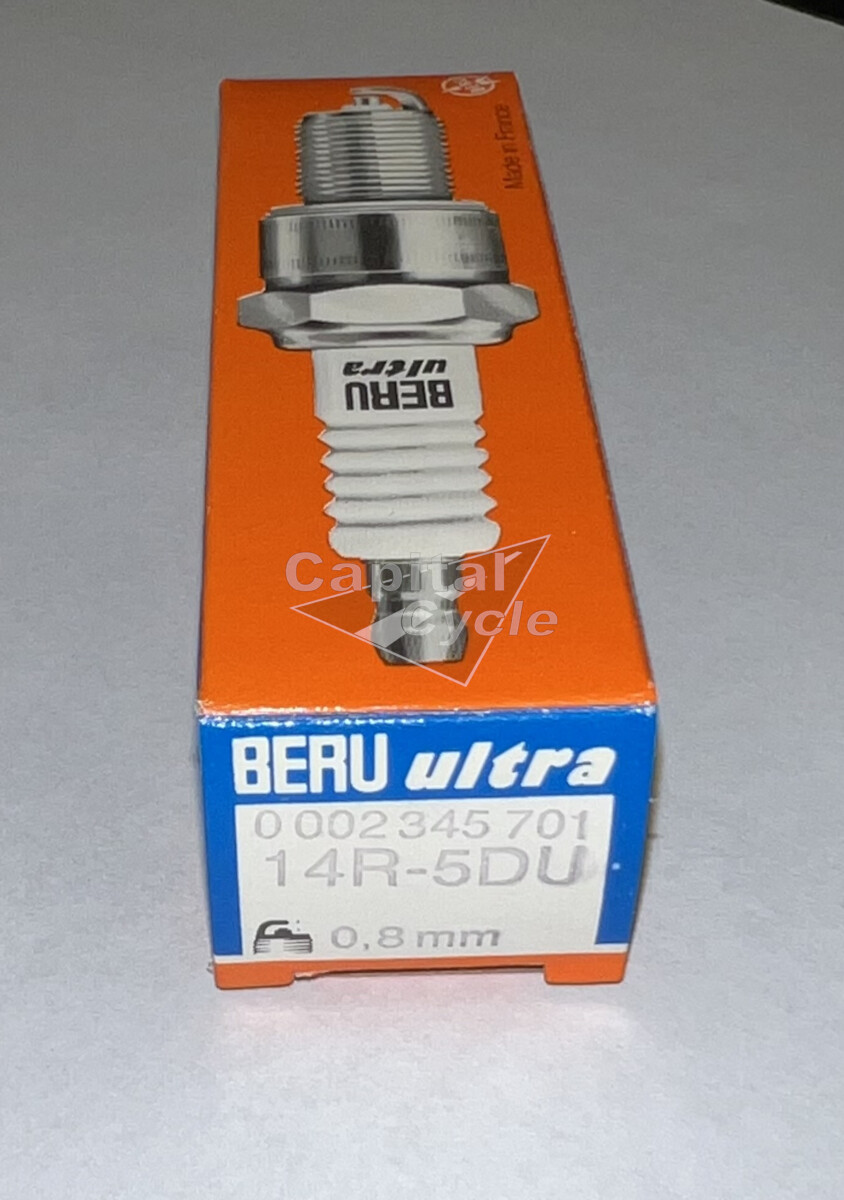 Made in France
BERU
ultra
Capital
Cycle
BERU ultra
0 002 345 701
14R-5DU
0,8 mm